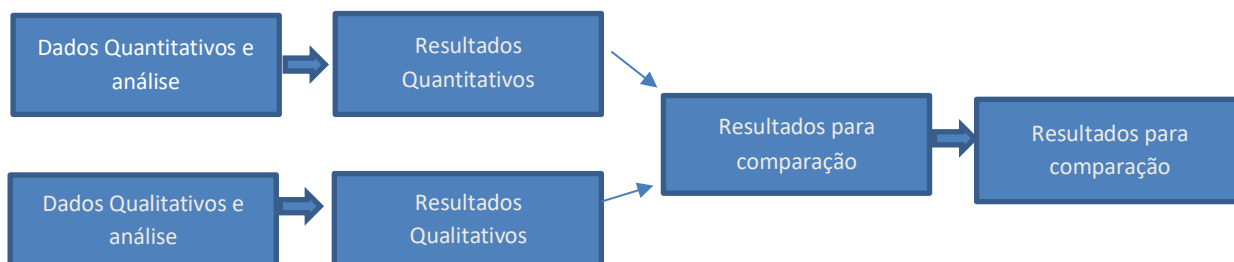 Dados Quantitativos e
análise
Resultados
Quantitativos
Resultados para
comparação
Resultados para
comparação
Dados Qualitativos e
análise
Resultados
Qualitativos